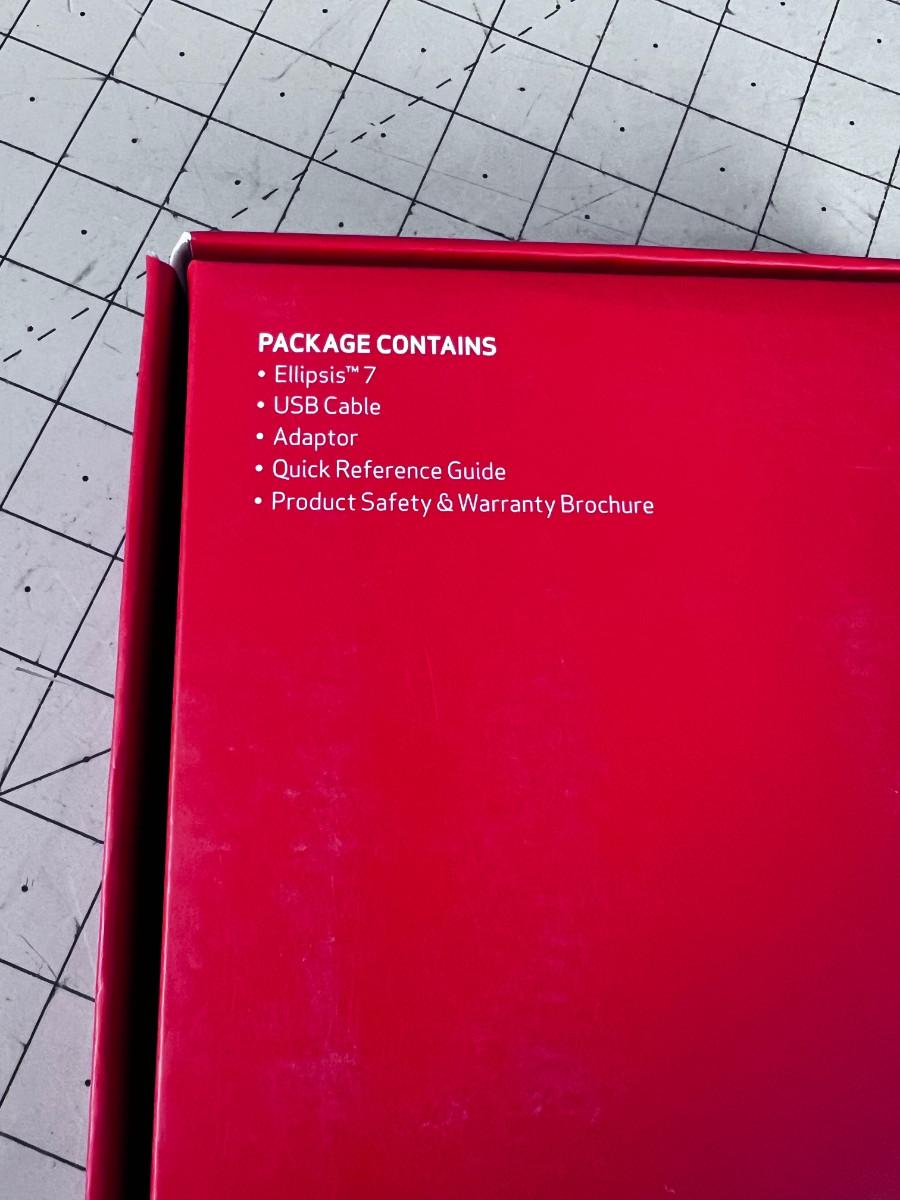 PACKAGE CONTAINS
• Ellipsis™ 7
• USB Cable
• Adaptor
• Quick Reference Guide
• Product Safety & Warranty Brochure